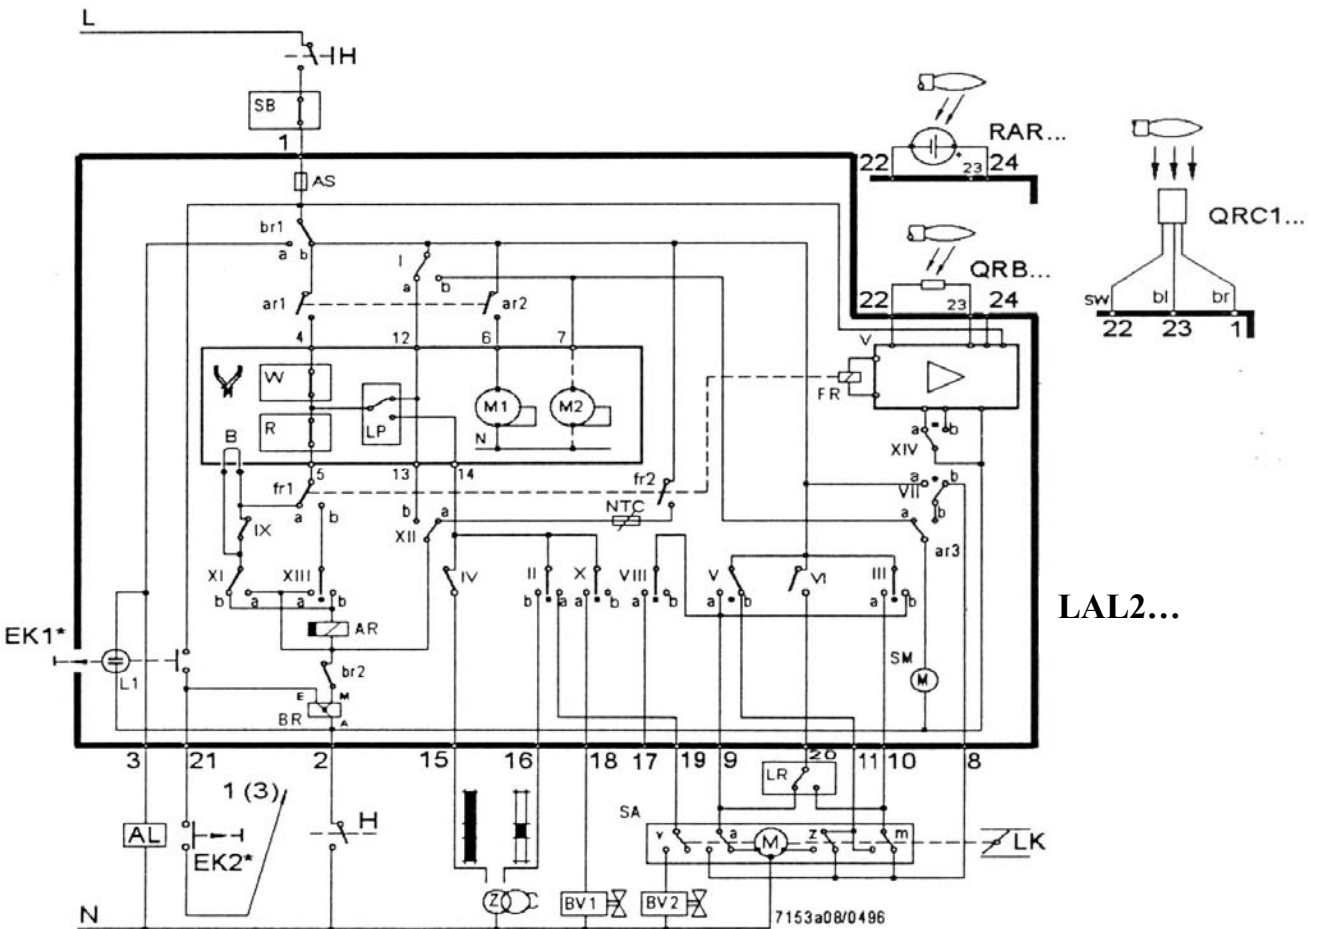 L
H
SB
1
AS
RAR...
22 23 24
+
QRC1...
br1
a b
QRB...
sw bl br
22 23 24
22 23 1
I
a b
ar1
ar2
4 12 6 7
V
W
FR
M1 M2
R
LP
N
B
a b
XIV
5 13 14
fr1
fr2
a b
VII
NTC
a b
b a
a b
IX
XII
ar3
XI XIII IV II X VIII V VI III
b a a b b a a b a b a b a b
LAL2...
AR
EK1*
SM
br2
L1
M
E M
BR
A
3 21 2 15 16 18 17 19 9 20 11 10 8
1 (3)
LR
H
SA
AL
v a M z m
LK
EK2*
Z
BV1 BV2
N
7153a08/0496